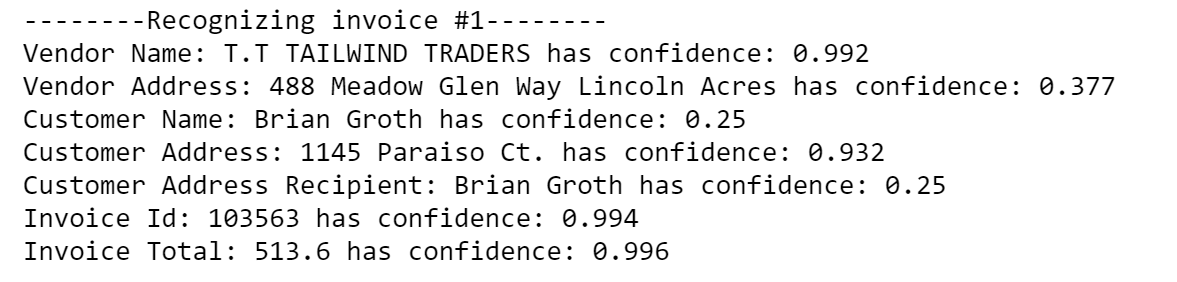 --------Recognizing invoice #1--------
Vendor Name: T.T TAILWIND TRADERS has confidence: 0.992
Vendor Address: 488 Meadow Glen Way Lincoln Acres has confidence: 0.377
Customer Name: Brian Groth has confidence: 0.25
Customer Address: 1145 Paraiso Ct. has confidence: 0.932
Customer Address Recipient: Brian Groth has confidence: 0.25
Invoice Id: 103563 has confidence: 0.994
Invoice Total: 513.6 has confidence: 0.996